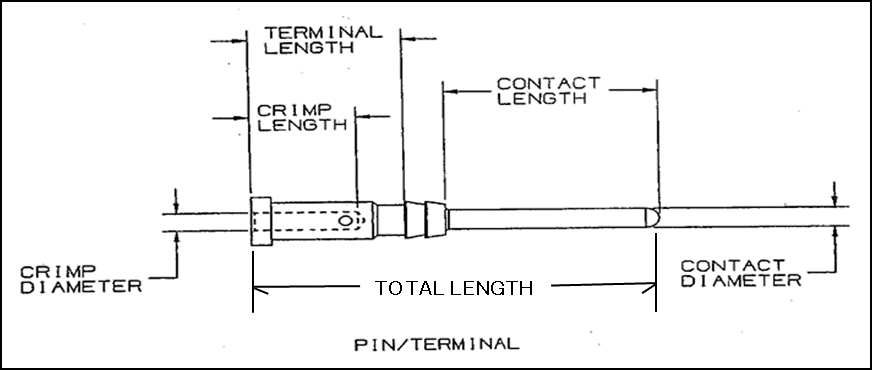 TERMINAL
LENGTH
CONTACT
LENGTH
CRIMP
LENGTH
CRIMP
DIAMETER
TOTAL LENGTH
CONTACT
DIAMETER
PIN/TERMINAL